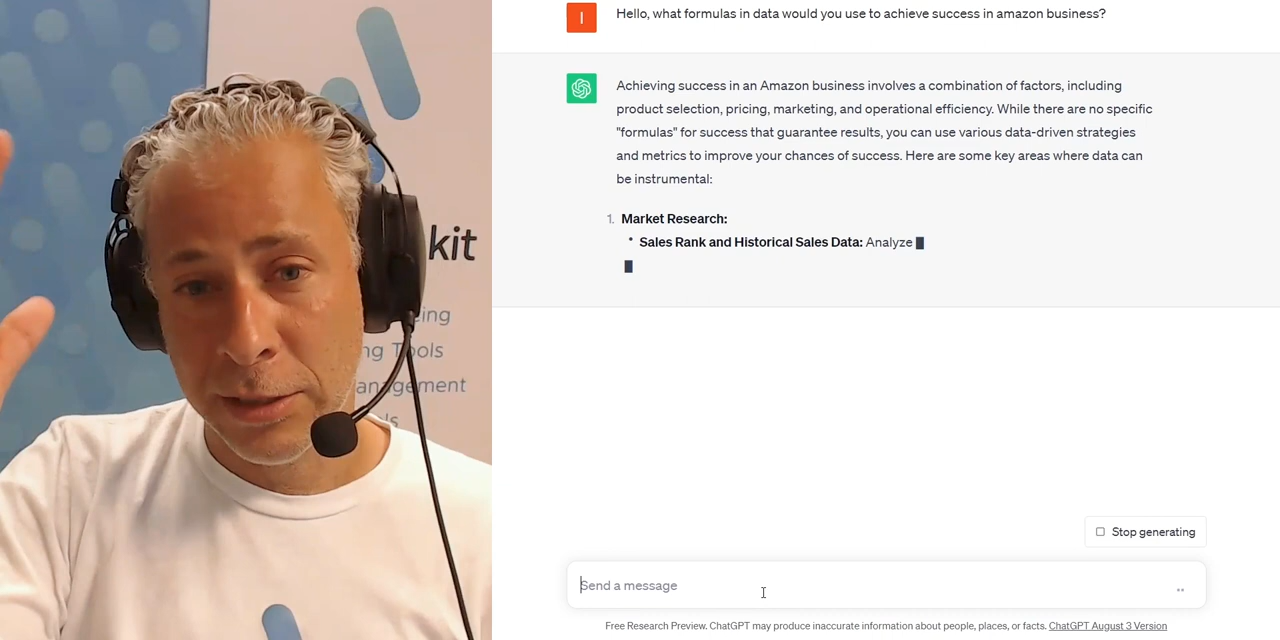 kit
cing
ng Tools
anagement
ls
I
Hello, what formulas in data would you use to achieve success in amazon business?
Achieving success in an Amazon business involves a combination of factors, including
product selection, pricing, marketing, and operational efficiency. While there are no specific
"formulas" for success that guarantee results, you can use various data-driven strategies
and metrics to improve your chances of success. Here are some key areas where data can
be instrumental:
1. Market Research:
• Sales Rank and Historical Sales Data: Analyze
Stop generating
Send a message
Free Research Preview. ChatGPT may produce inaccurate information about people, places, or facts. ChatGPT August 3 Version